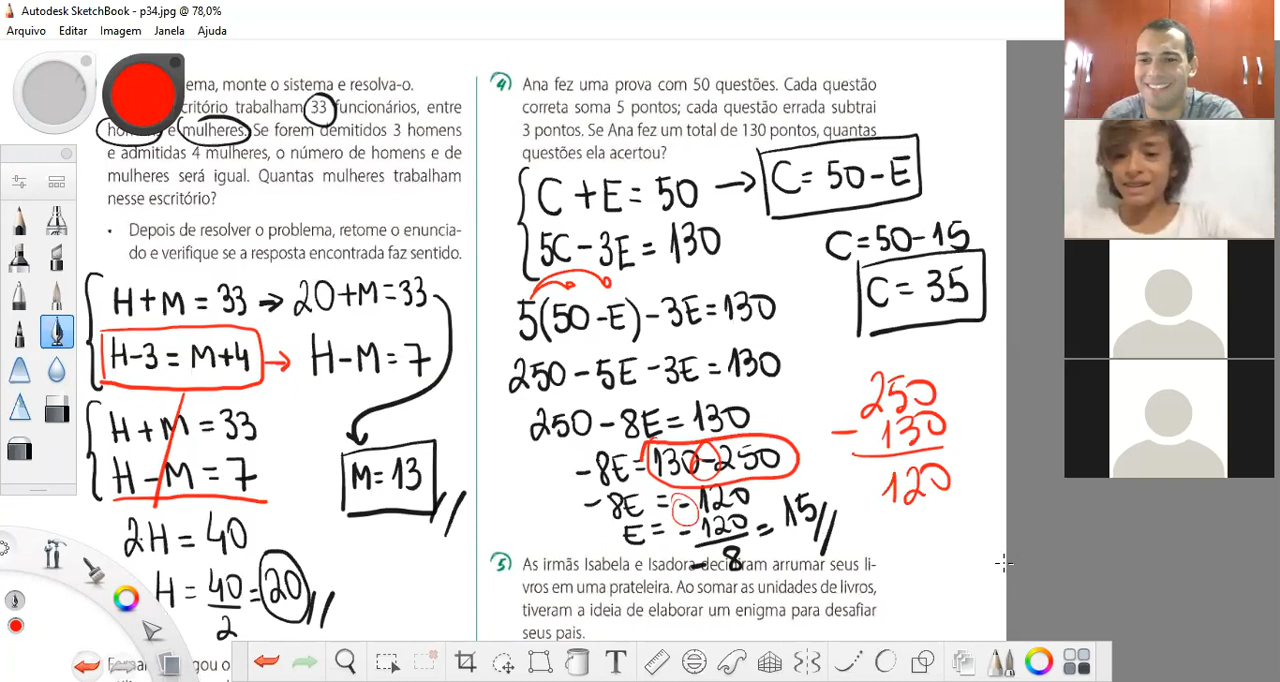 Autodesk SketchBook - p34.jpg @ 78,0%
Arquivo Editar Imagem Janela Ajuda
ema, monte o sistema e resolva-o.
critório trabalham 33 funcionários, entre
homens e mulheres. Se forem demitidos 3 homens
e admitidas 4 mulheres, o número de homens e de
mulheres será igual. Quantas mulheres trabalham
nesse escritório?
• Depois de resolver o problema, retome o enuncia-
do e verifique se a resposta encontrada faz sentido.
H + M = 33 → 20 + M = 33
H - 3 = M + 4 → H - M = 7
H + M = 33
H - M = 7
2H = 40
H = 40/2 = 20//
M = 13//
4) Ana fez uma prova com 50 questões. Cada questão
correta soma 5 pontos; cada questão errada subtrai
3 pontos. Se Ana fez um total de 130 pontos, quantas
questões ela acertou?
C + E = 50 → C = 50 - E
5C - 3E = 130
C = 50 - 15
C = 35
5(50 - E) - 3E = 130
250 - 5E - 3E = 130
250 - 8E = 130
-8E = 130 - 250
-8E = -120
E = -120/-8 = 15//
250
- 130
120
5) As irmãs Isabela e Isadora decidiram arrumar seus li-
vros em uma prateleira. Ao somar as unidades de livros,
tiveram a ideia de elaborar um enigma para desafiar
seus pais.